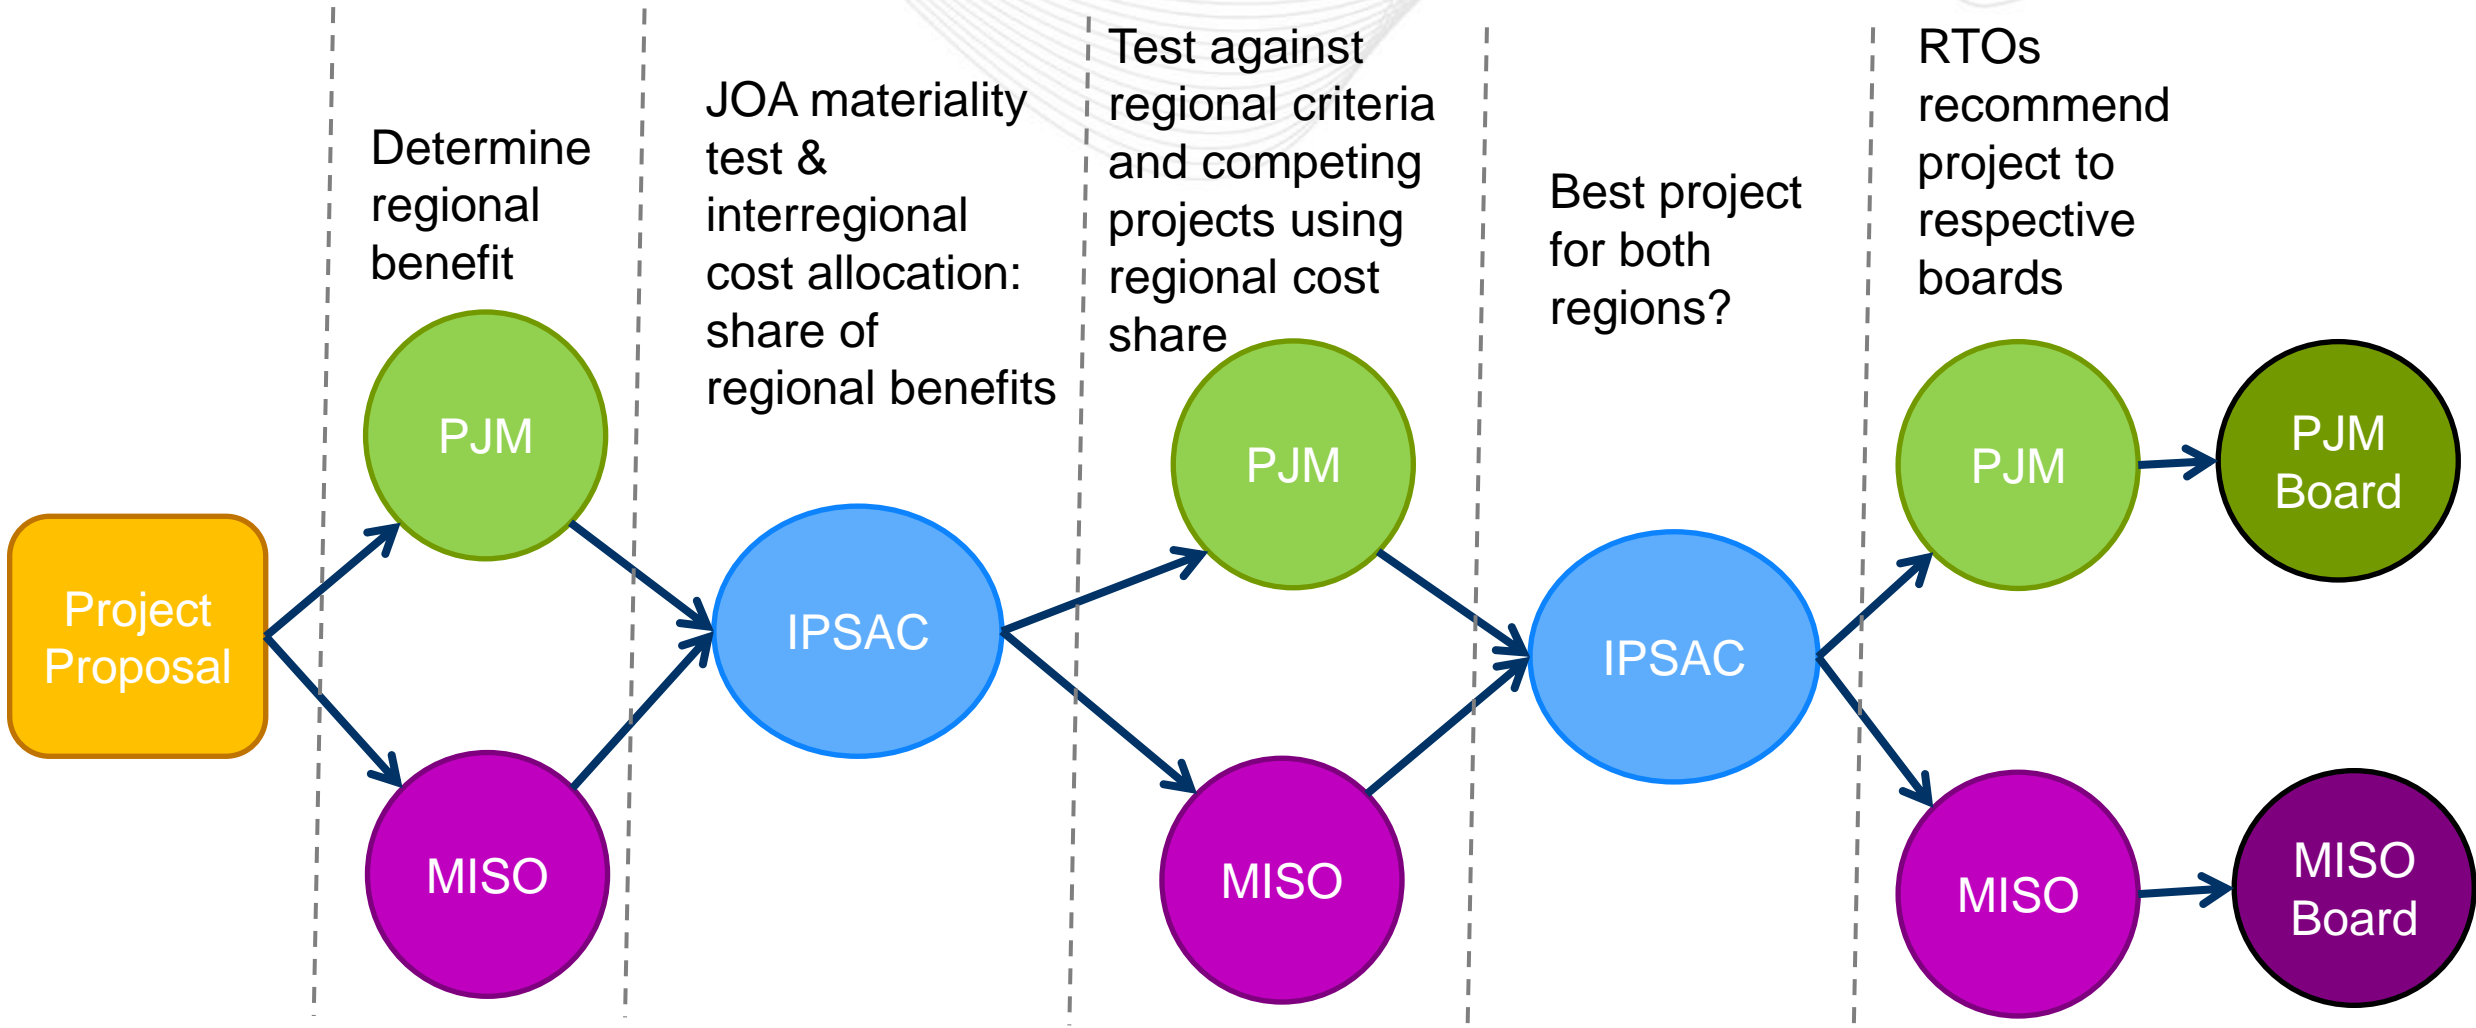 Determine
regional
benefit
JOA materiality
test &
interregional
cost allocation:
share of
regional benefits
Test against
regional criteria
and competing
projects using
regional cost
share
Best project
for both
regions?
RTOs
recommend
project to
respective
boards
Project
Proposal
PJM
MISO
IPSAC
PJM
MISO
IPSAC
PJM
MISO
PJM
Board
MISO
Board